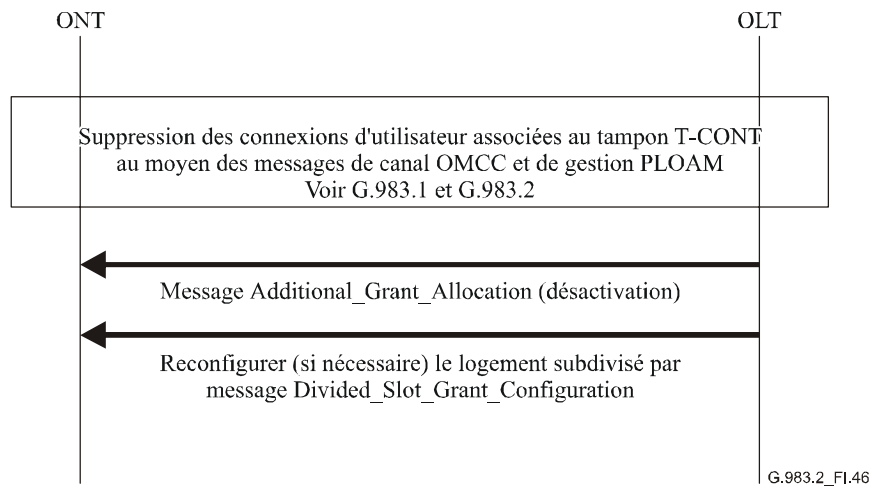 ONT
OLT
Suppression des connexions d'utilisateur associées au tampon T-CONT
au moyen des messages de canal OMCC et de gestion PLOAM
Voir G.983.1 et G.983.2
Message Additional_Grant_Allocation (désactivation)
Reconfigurer (si nécessaire) le logement subdivisé par
message Divided_Slot_Grant_Configuration
G.983.2_FI.46